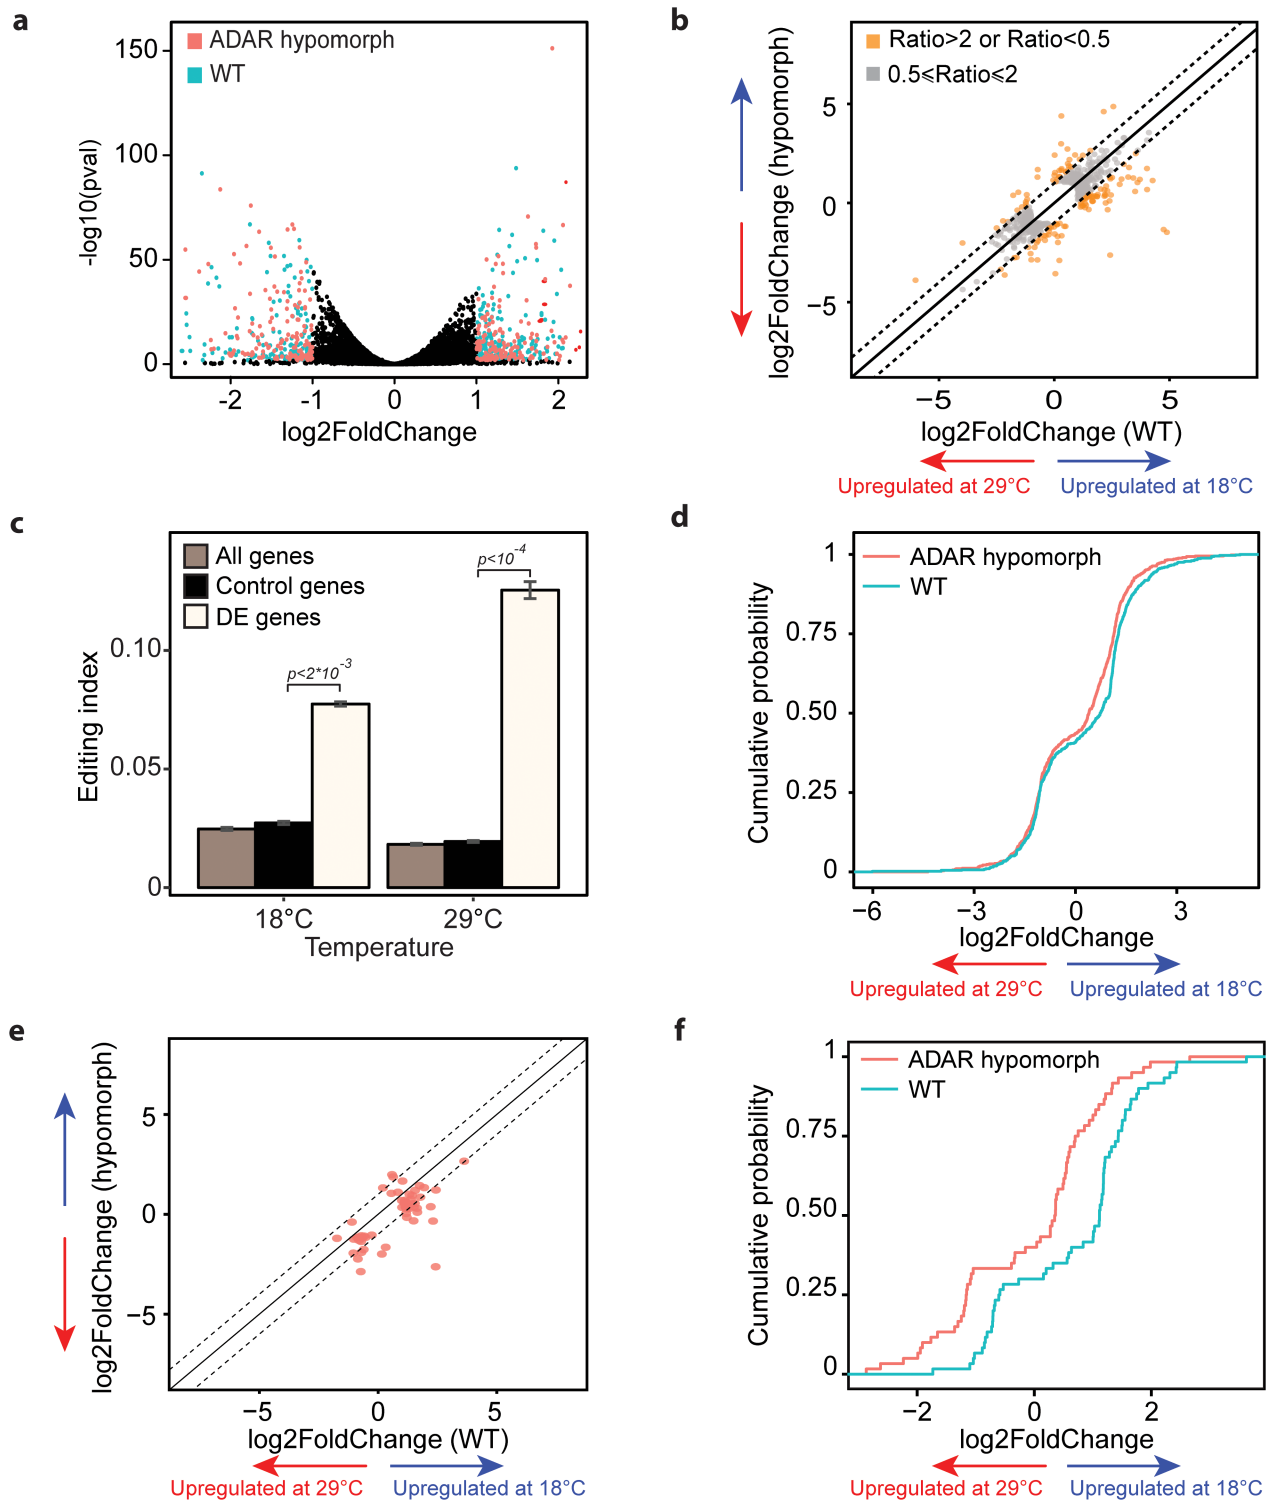 a
ADAR hypomorph
WT
150
100
50
0
-log10(pval)
-2 -1 0 1 2
log2FoldChange
b
Ratio>2 or Ratio<0.5
0.5⩽Ratio⩽2
5
0
−5
log2FoldChange (hypomorph)
−5 0 5
log2FoldChange (WT)
Upregulated at 29°C Upregulated at 18°C
c
All genes
Control genes
DE genes
p<2*10-3
p<10-4
0.10
0.05
0
Editing index
18°C 29°C
Temperature
d
ADAR hypomorph
WT
1
0.75
0.50
0.25
0
Cumulative probability
−6 −3 0 3
log2FoldChange
Upregulated at 29°C Upregulated at 18°C
e
5
0
−5
log2FoldChange (hypomorph)
−5 0 5
log2FoldChange (WT)
Upregulated at 29°C Upregulated at 18°C
f
ADAR hypomorph
WT
1
0.75
0.50
0.25
0
Cumulative probability
−2 0 2
log2FoldChange
Upregulated at 29°C Upregulated at 18°C